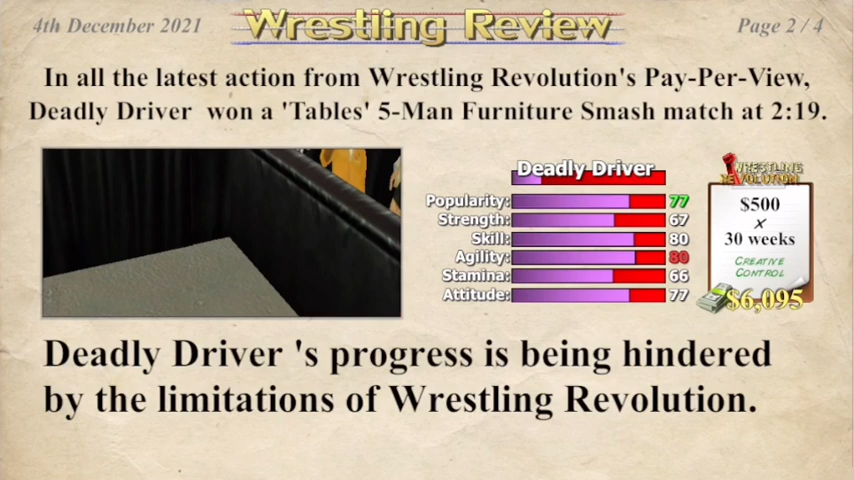 4th December 2021
Wrestling Review
Page 2 / 4
In all the latest action from Wrestling Revolution's Pay-Per-View,
Deadly Driver won a 'Tables' 5-Man Furniture Smash match at 2:19.
Deadly Driver
Popularity: 77
Strength: 67
Skill: 80
Agility: 80
Stamina: 66
Attitude: 77
WRESTLING
REVOLUTION
$500
x
30 weeks
CREATIVE
CONTROL
$6,095
Deadly Driver 's progress is being hindered
by the limitations of Wrestling Revolution.